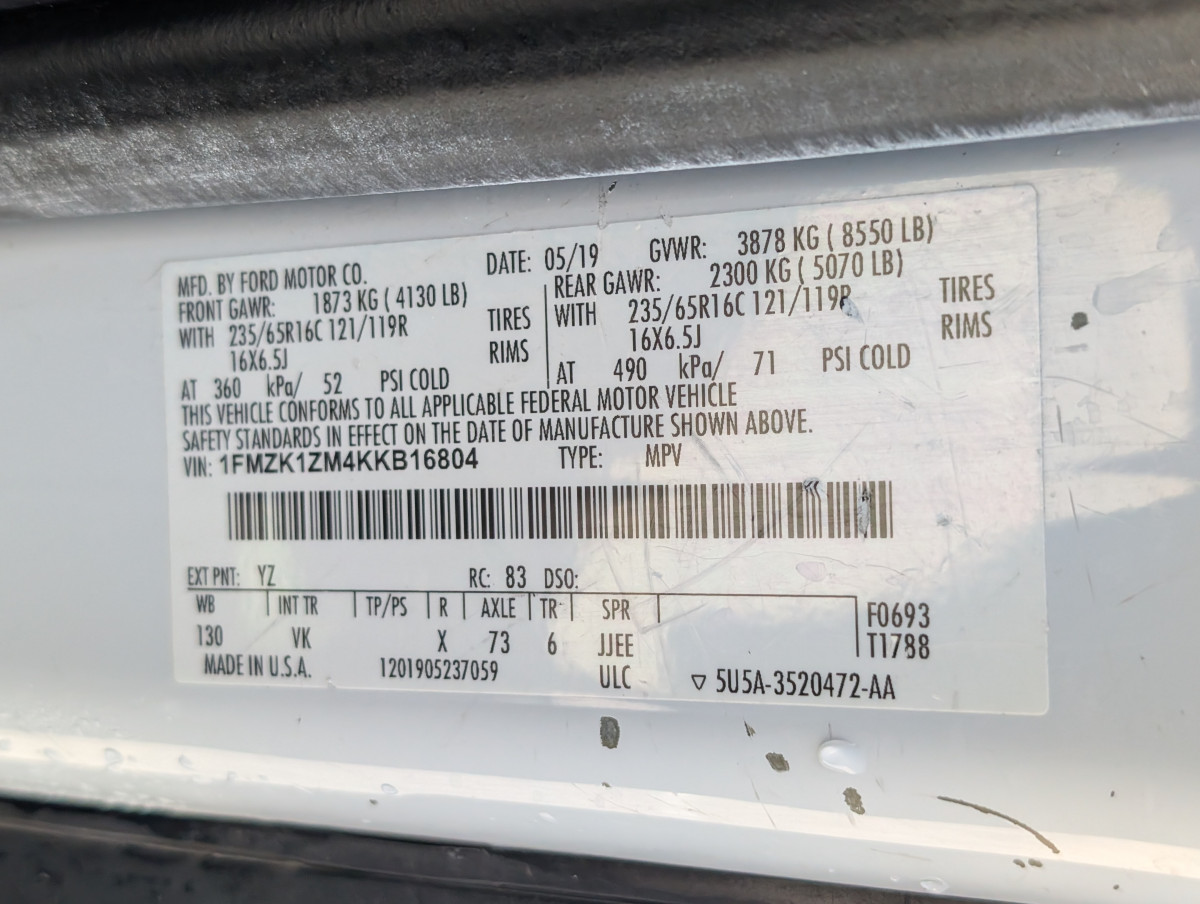 MFD. BY FORD MOTOR CO. DATE: 05/19 GVWR: 3878 KG ( 8550 LB)
FRONT GAWR: 1873 KG ( 4130 LB) REAR GAWR: 2300 KG ( 5070 LB)
WITH 235/65R16C 121/119R TIRES WITH 235/65R16C 121/119R TIRES
16X6.5J RIMS 16X6.5J RIMS
AT 360 kPa/ 52 PSI COLD AT 490 kPa/ 71 PSI COLD
THIS VEHICLE CONFORMS TO ALL APPLICABLE FEDERAL MOTOR VEHICLE
SAFETY STANDARDS IN EFFECT ON THE DATE OF MANUFACTURE SHOWN ABOVE.
VIN: 1FMZK1ZM4KKB16804 TYPE: MPV
EXT PNT: YZ RC: 83 DSO:
WB INT TR TP/PS R AXLE TR SPR F0693
130 VK X 73 6 JJEE T1788
MADE IN U.S.A. 1201905237059 ULC ▽ 5U5A-3520472-AA